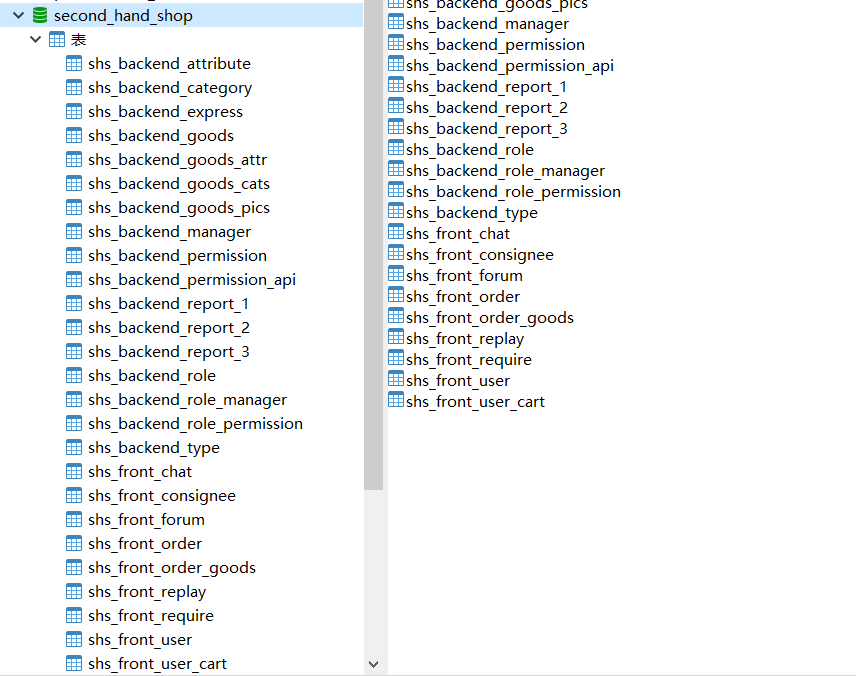 second_hand_shop
表
shs_backend_attribute
shs_backend_category
shs_backend_express
shs_backend_goods
shs_backend_goods_attr
shs_backend_goods_cats
shs_backend_goods_pics
shs_backend_manager
shs_backend_permission
shs_backend_permission_api
shs_backend_report_1
shs_backend_report_2
shs_backend_report_3
shs_backend_role
shs_backend_role_manager
shs_backend_role_permission
shs_backend_type
shs_front_chat
shs_front_consignee
shs_front_forum
shs_front_order
shs_front_order_goods
shs_front_replay
shs_front_require
shs_front_user
shs_front_user_cart
shs_backend_goods_pics
shs_backend_manager
shs_backend_permission
shs_backend_permission_api
shs_backend_report_1
shs_backend_report_2
shs_backend_report_3
shs_backend_role
shs_backend_role_manager
shs_backend_role_permission
shs_backend_type
shs_front_chat
shs_front_consignee
shs_front_forum
shs_front_order
shs_front_order_goods
shs_front_replay
shs_front_require
shs_front_user
shs_front_user_cart